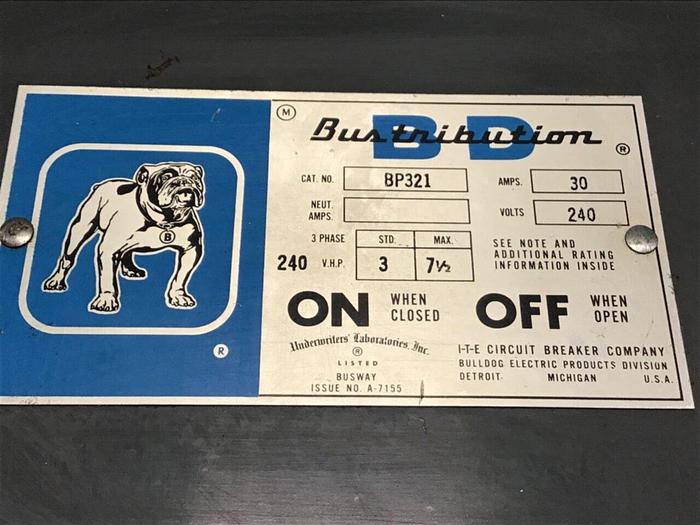 M
Bustribution
BD ®
CAT. NO. BP321 AMPS. 30
NEUT. AMPS. VOLTS 240
3 PHASE STD. MAX.
240 V.H.P. 3 7½
SEE NOTE AND
ADDITIONAL RATING
INFORMATION INSIDE
ON WHEN CLOSED OFF WHEN OPEN
B
®
Underwriters' Laboratories, Inc.
®
LISTED
BUSWAY
ISSUE NO. A-7155
I-T-E CIRCUIT BREAKER COMPANY
BULLDOG ELECTRIC PRODUCTS DIVISION
DETROIT MICHIGAN U.S.A.